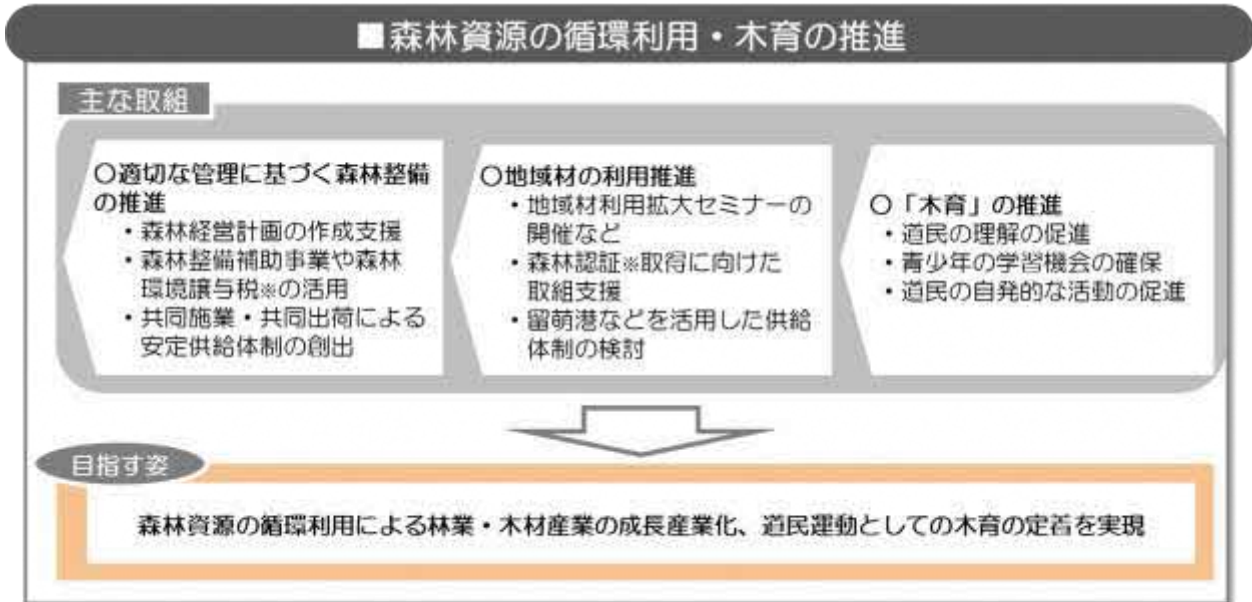 ■森林資源の循環利用・木育の推進
主な取組
〇適切な管理に基づく森林整備
の推進
・森林経営計画の作成支援
・森林整備補助事業や森林
環境譲与税※の活用
・共同施業・共同出荷による
安定供給体制の創出
〇地域材の利用推進
・地域材利用拡大セミナーの
開催など
・森林認証※取得に向けた
取組支援
・留萌港などを活用した供給
体制の検討
〇「木育」の推進
・道民の理解の促進
・青少年の学習機会の確保
・道民の自発的な活動の促進
目指す姿
森林資源の循環利用による林業・木材産業の成長産業化、道民運動としての木育の定着を実現